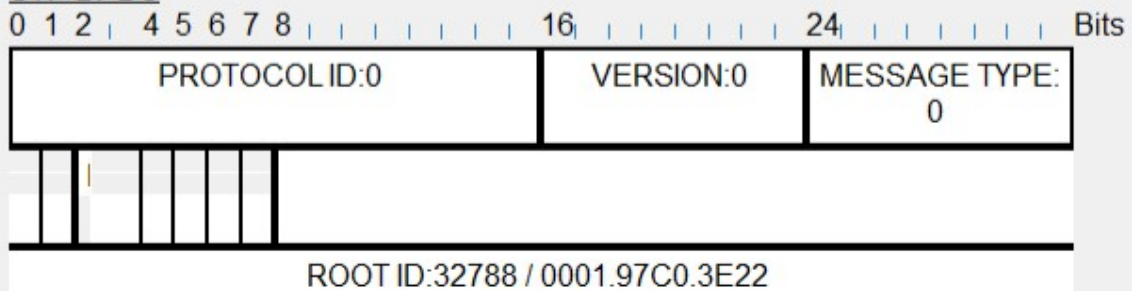 0 1 2 4 5 6 7 8 16 24 Bits
PROTOCOL ID:0 VERSION:0 MESSAGE TYPE:
0
ROOT ID:32788 / 0001.97C0.3E22